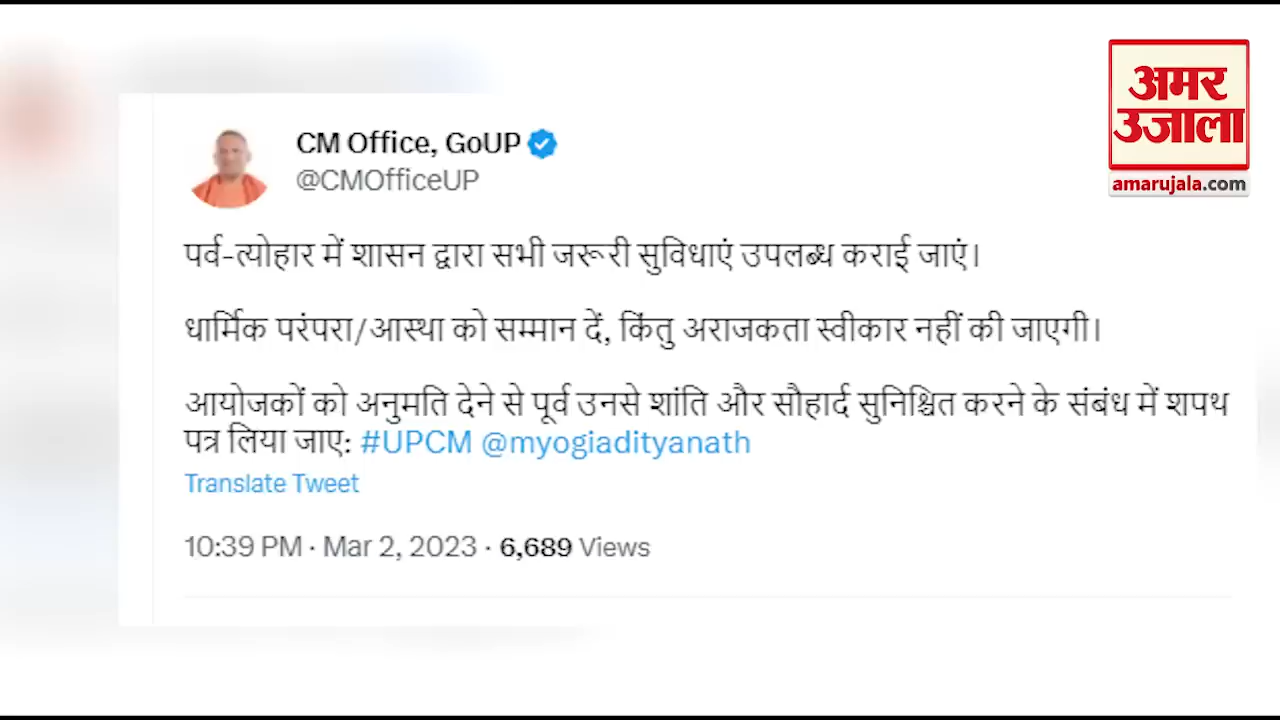 अमर
उजाला
amarujala.com
CM Office, GoUP
@CMOfficeUP
पर्व-त्योहार में शासन द्वारा सभी जरूरी सुविधाएं उपलब्ध कराई जाएं।
धार्मिक परंपरा/आस्था को सम्मान दें, किंतु अराजकता स्वीकार नहीं की जाएगी।
आयोजकों को अनुमति देने से पूर्व उनसे शांति और सौहार्द सुनिश्चित करने के संबंध में शपथ
पत्र लिया जाए: #UPCM @myogiadityanath
Translate Tweet
10:39 PM · Mar 2, 2023 · 6,689 Views